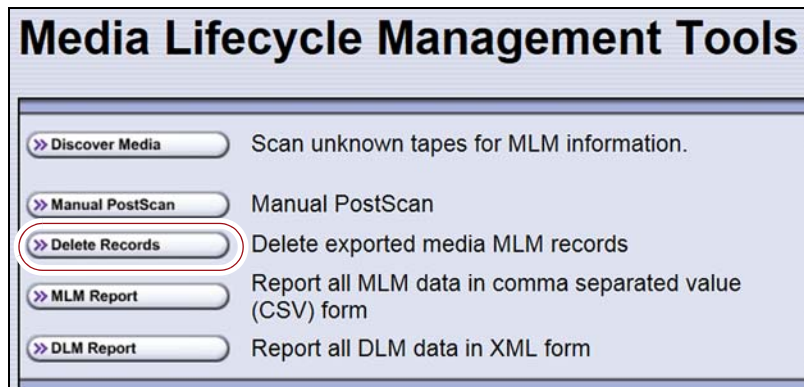 Media Lifecycle Management Tools
Discover Media Scan unknown tapes for MLM information.
Manual PostScan Manual PostScan
Delete Records Delete exported media MLM records
MLM Report Report all MLM data in comma separated value
(CSV) form
DLM Report Report all DLM data in XML form